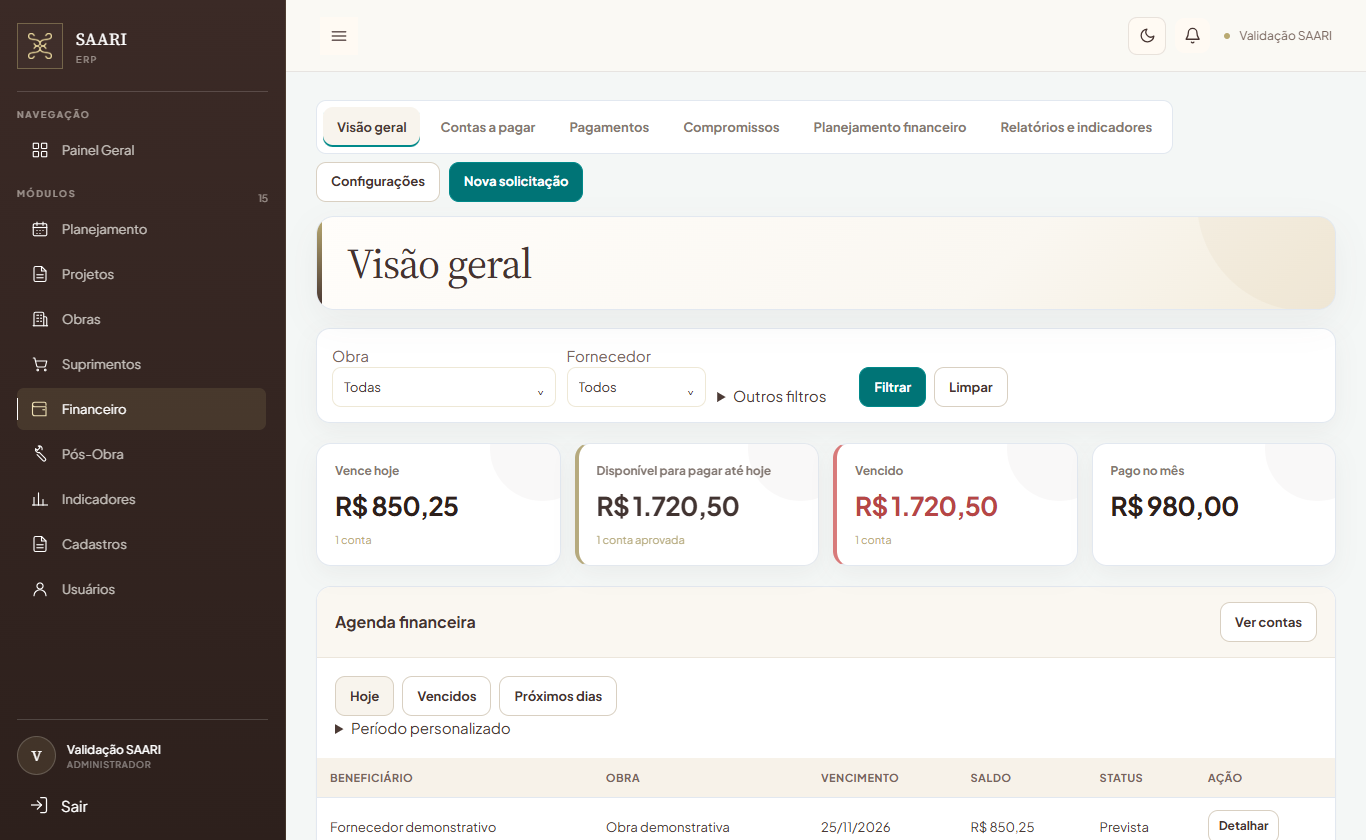 SAARI
ERP
NAVEGAÇÃO
Painel Geral
MÓDULOS 15
Planejamento
Projetos
Obras
Suprimentos
Financeiro
Pós-Obra
Indicadores
Cadastros
Usuários
V
Validação SAARI
ADMINISTRADOR
Sair
Validação SAARI
Visão geral Contas a pagar Pagamentos Compromissos Planejamento financeiro Relatórios e indicadores
Configurações Nova solicitação
Visão geral
Obra Fornecedor
Todas Todos Outros filtros Filtrar Limpar
Vence hoje
R$ 850,25
1 conta
Disponível para pagar até hoje
R$ 1.720,50
1 conta aprovada
Vencido
R$ 1.720,50
1 conta
Pago no mês
R$ 980,00
Agenda financeira Ver contas
Hoje Vencidos Próximos dias
Período personalizado
BENEFICIÁRIO OBRA VENCIMENTO SALDO STATUS AÇÃO
Fornecedor demonstrativo Obra demonstrativa 25/11/2026 R$ 850,25 Prevista Detalhar